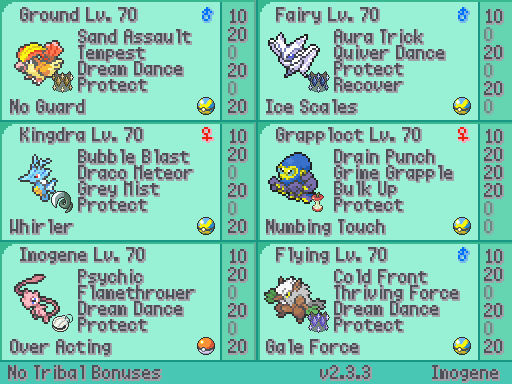 Ground Lv. 70
Sand Assault
Tempest
Dream Dance
Protect
No Guard
10
20
0
20
0
20
Fairy Lv. 70
Aura Trick
Quiver Dance
Protect
Recover
Ice Scales
10
20
0
20
20
0
Kingdra Lv. 70
Bubble Blast
Draco Meteor
Grey Mist
Protect
Whirler
10
20
0
20
0
20
Grapploct Lv. 70
Drain Punch
Grime Grapple
Bulk Up
Protect
Numbing Touch
10
20
20
0
20
0
Imogene Lv. 70
Psychic
Flamethrower
Dream Dance
Protect
Over Acting
10
20
0
20
0
20
Flying Lv. 70
Cold Front
Thriving Force
Dream Dance
Protect
Gale Force
10
20
0
20
0
20
No Tribal Bonuses
v2.3.3
Imogene